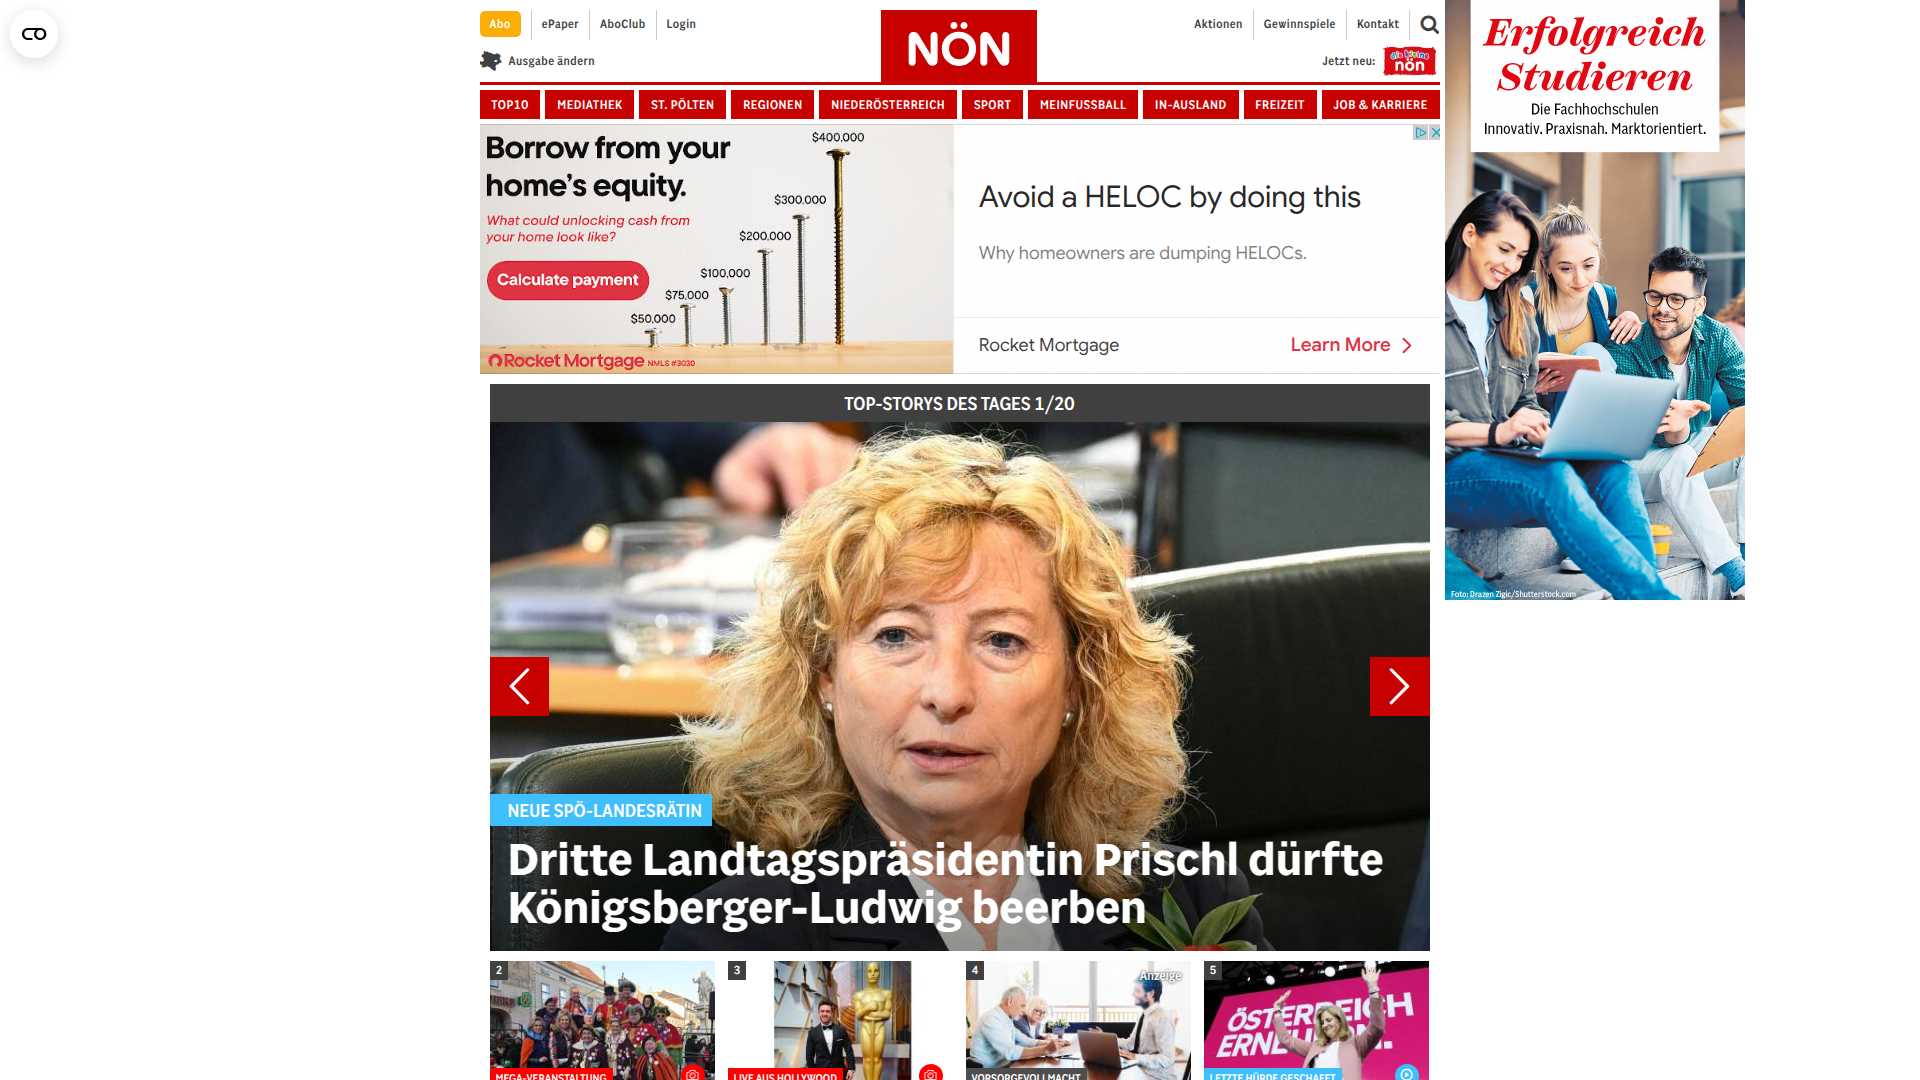 Abo
ePaper
AboClub
Login
NÖN
Aktionen
Gewinnspiele
Kontakt
Ausgabe ändern
Jetzt neu:
die kleine
nön
TOP10
MEDIATHEK
ST. PÖLTEN
REGIONEN
NIEDERÖSTERREICH
SPORT
MEINFUSSBALL
IN-AUSLAND
FREIZEIT
JOB & KARRIERE
Borrow from your
home's equity.
What could unlocking cash from
your home look like?
Calculate payment
$50,000
$75,000
$100,000
$200,000
$300,000
$400,000
Rocket Mortgage NMLS #3030
Avoid a HELOC by doing this
Why homeowners are dumping HELOCs.
Rocket Mortgage
Learn More
Erfolgreich
Studieren
Die Fachhochschulen
Innovativ. Praxisnah. Marktorientiert.
Foto: Drazen Zigic/Shutterstock.com
TOP-STORYS DES TAGES 1/20
NEUE SPÖ-LANDESRÄTIN
Dritte Landtagspräsidentin Prischl dürfte
Königsberger-Ludwig beerben
2
MEGA-VERANSTALTUNG
3
LIVE AUS HOLLYWOOD
4
Anzeige
VORSORGEVOLLMACHT
5
ÖSTERREICH
ERNEUERN.
LETZTE HÜRDE GESCHAFFT